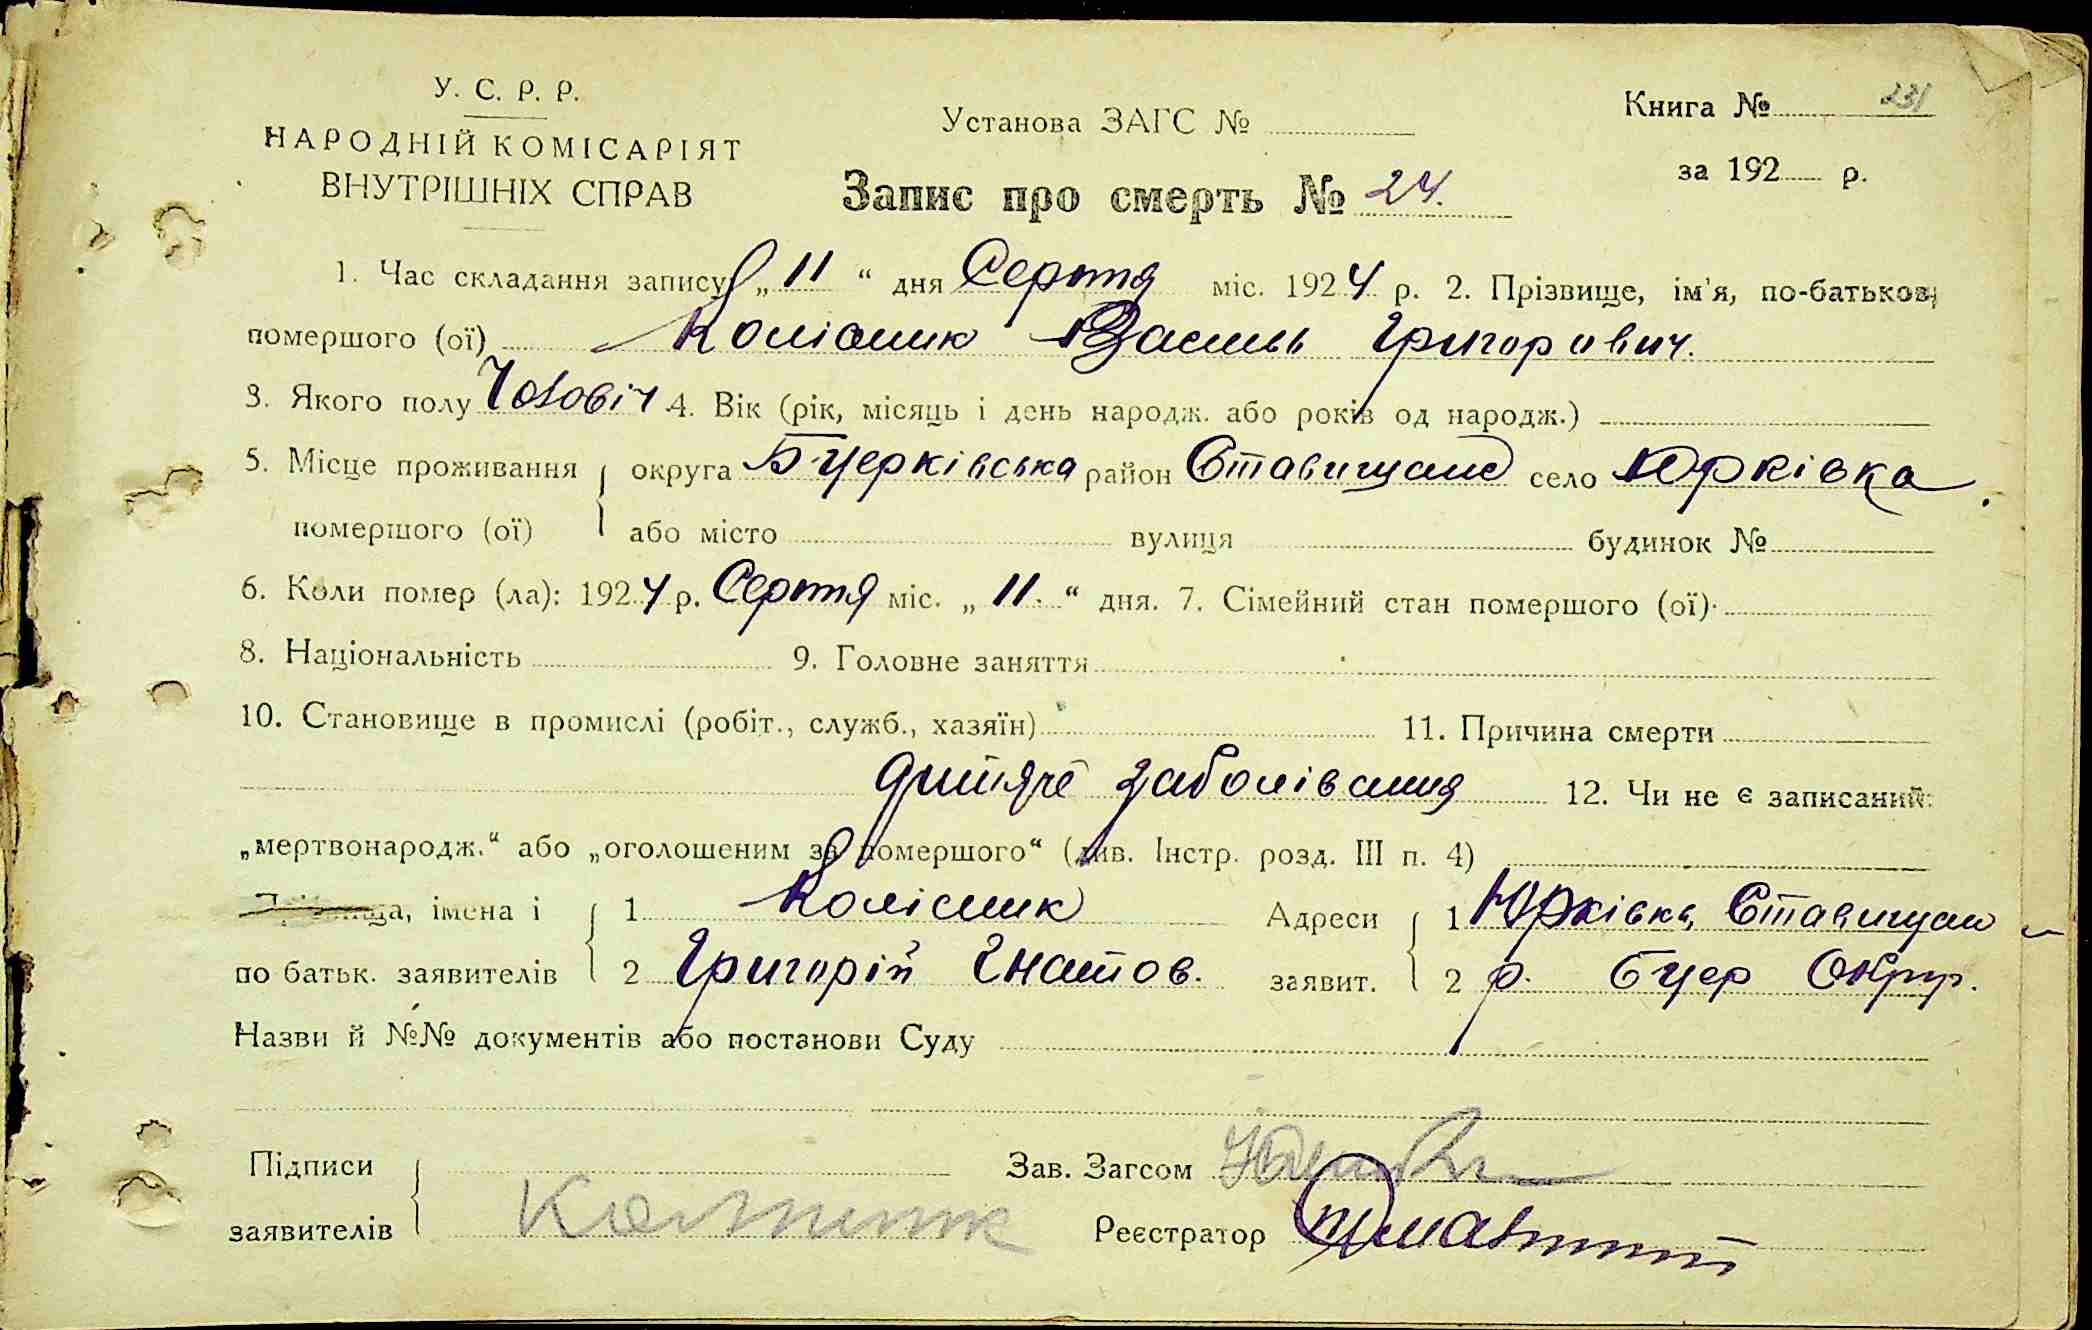 У. С. Р. Р.
НАРОДНІЙ КОМІСАРІЯТ
ВНУТРІШНІХ СПРАВ
Установа ЗАГС №
Запис про смерть № 24.
Книга № 231
за 192 р.
1. Час складання запису „ 11 “ дня Серпня міс. 1924 р. 2. Прізвище, ім'я, по-батькові
помершого (ої) Колісник Василь Григорович.
3. Якого полу Чоловіч 4. Вік (рік, місяць і день народж. або років од народж.)
5. Місце проживання округа Б Церківська район Ставищан село Юрківка.
помершого (ої) або місто вулиця будинок №
6. Коли помер (ла): 1924 р. Серпня міс. „ 11. “ дня. 7. Сімейний стан помершого (ої)
8. Національність 9. Головне заняття
10. Становище в промислі (робіт., служб., хазяїн) 11. Причина смерти
дитяче заболівання 12. Чи не є записаний
„мертвонародж.“ або „оголошеним за помершого“ (див. Інстр. розд. III п. 4)
Прізвища, імена і 1 Колісник Адреси 1 Юрківка, Ставищан
по батьк. заявителів 2 Григорій Гнатов. заявит. 2 р. Бцер Окр.
Назви й №№ документів або постанови Суду
Підписи Зав. Загсом
заявителів Колісник Реєстратор